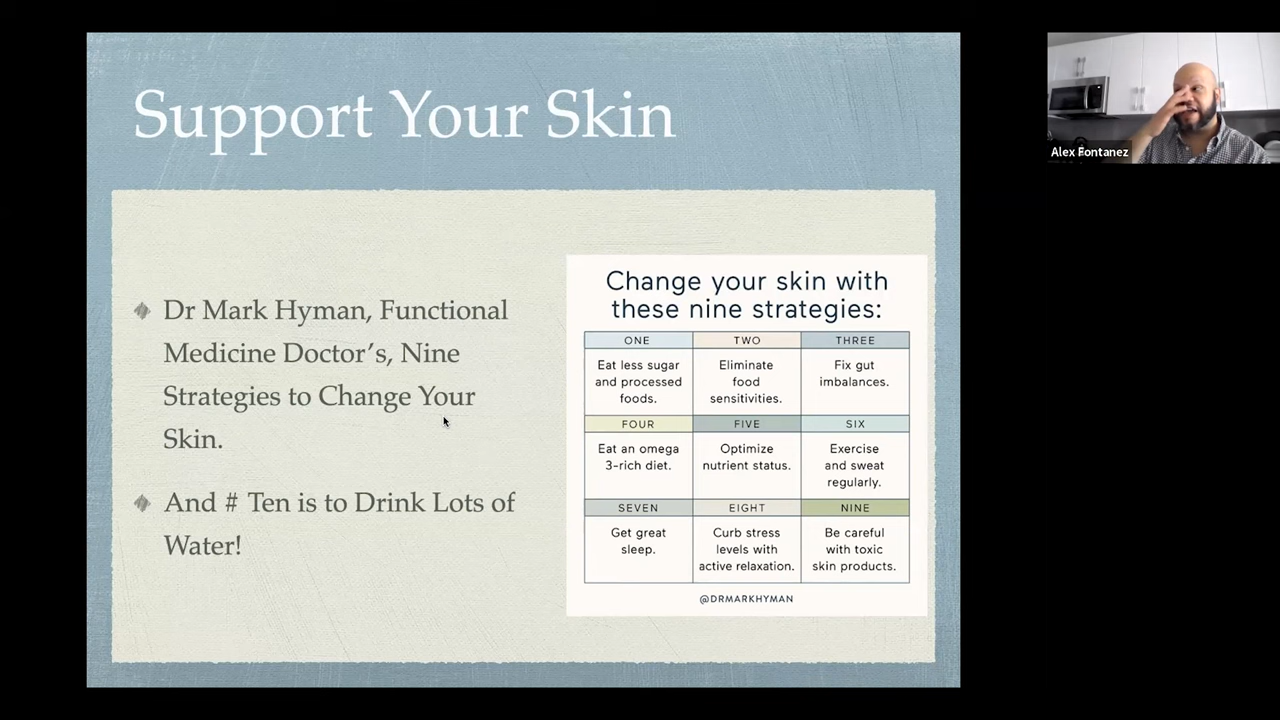 Support Your Skin
Dr Mark Hyman, Functional
Medicine Doctor's, Nine
Strategies to Change Your
Skin.
And # Ten is to Drink Lots of
Water!
Change your skin with
these nine strategies:
ONE
Eat less sugar
and processed
foods.
TWO
Eliminate
food
sensitivities.
THREE
Fix gut
imbalances.
FOUR
Eat an omega
3-rich diet.
FIVE
Optimize
nutrient status.
SIX
Exercise
and sweat
regularly.
SEVEN
Get great
sleep.
EIGHT
Curb stress
levels with
active relaxation.
NINE
Be careful
with toxic
skin products.
@DRMARKHYMAN
Alex Fontanez